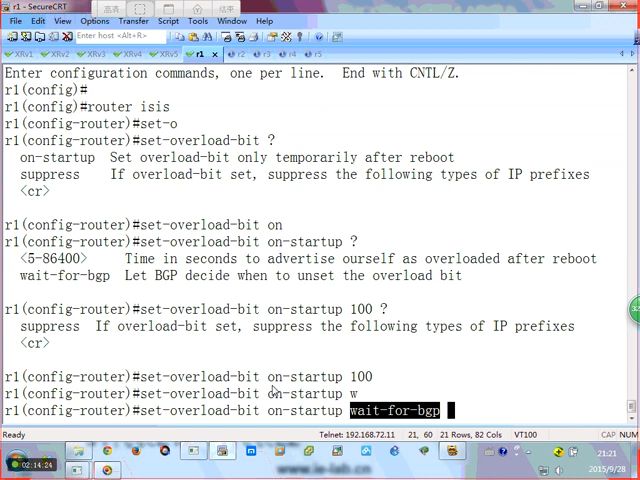 r1 - SecureCRT
高清
结束
File Edit View Options Transfer Script Tools Window Help
Enter host <Alt+R>
XRv1 XRv2 XRv3 XRv4 XRv5 r1 r2 r3 r4 r5
Enter configuration commands, one per line.  End with CNTL/Z.
r1(config)#
r1(config)#router isis
r1(config-router)#set-o
r1(config-router)#set-overload-bit ?
on-startup  Set overload-bit only temporarily after reboot
suppress    If overload-bit set, suppress the following types of IP prefixes
<cr>
r1(config-router)#set-overload-bit on
r1(config-router)#set-overload-bit on-startup ?
<5-86400>     Time in seconds to advertise ourself as overloaded after reboot
wait-for-bgp  Let BGP decide when to unset the overload bit
r1(config-router)#set-overload-bit on-startup 100 ?
suppress  If overload-bit set, suppress the following types of IP prefixes
<cr>
r1(config-router)#set-overload-bit on-startup 100
r1(config-router)#set-overload-bit on-startup w
r1(config-router)#set-overload-bit on-startup wait-for-bgp
Ready Telnet: 192.168.72.11 21, 60 21 Rows, 82 Cols VT100 CAP NUM
21:21
02:14:24
2015/9/28
www.ie-lab.cn